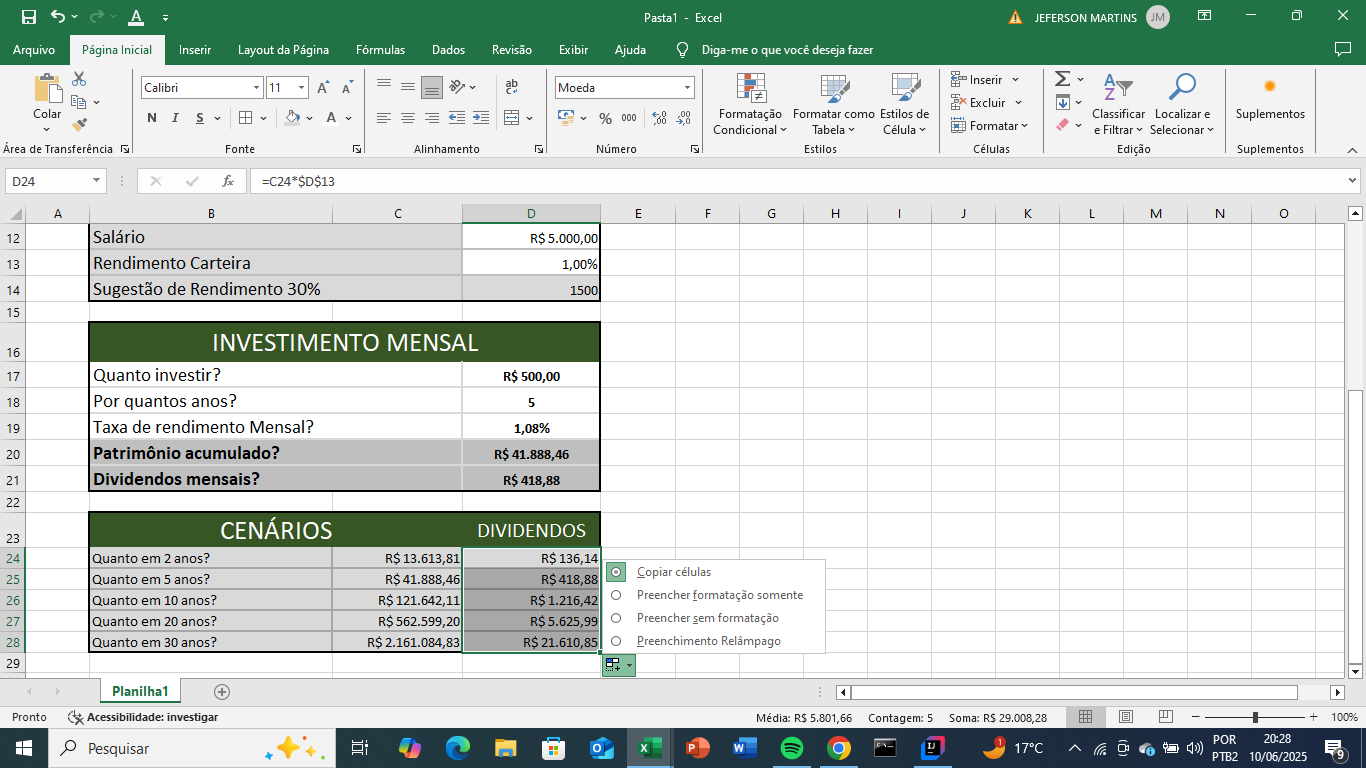 Pasta1 - Excel
JEFERSON MARTINS
JM
Arquivo
Página Inicial
Inserir
Layout da Página
Fórmulas
Dados
Revisão
Exibir
Ajuda
Diga-me o que você deseja fazer
Colar
Área de Transferência
Calibri
11
N
I
S
Fonte
ab
Alinhamento
Moeda
%
000
Número
Formatação Condicional
Formatar como Tabela
Estilos de Célula
Estilos
Inserir
Excluir
Formatar
Células
Classificar e Filtrar
Localizar e Selecionar
Edição
Suplementos
Suplementos
D24
fx
=C24*$D$13
A B C D E F G H I J K L M N O
12 Salário R$ 5.000,00
13 Rendimento Carteira 1,00%
14 Sugestão de Rendimento 30% 1500
15
16 INVESTIMENTO MENSAL
17 Quanto investir? R$ 500,00
18 Por quantos anos? 5
19 Taxa de rendimento Mensal? 1,08%
20 Patrimônio acumulado? R$ 41.888,46
21 Dividendos mensais? R$ 418,88
22
23 CENÁRIOS DIVIDENDOS
24 Quanto em 2 anos? R$ 13.613,81 R$ 136,14
25 Quanto em 5 anos? R$ 41.888,46 R$ 418,88
26 Quanto em 10 anos? R$ 121.642,11 R$ 1.216,42
27 Quanto em 20 anos? R$ 562.599,20 R$ 5.625,99
28 Quanto em 30 anos? R$ 2.161.084,83 R$ 21.610,85
29
Copiar células
Preencher formatação somente
Preencher sem formatação
Preenchimento Relâmpago
Planilha1
Pronto
Acessibilidade: investigar
Média: R$ 5.801,66
Contagem: 5
Soma: R$ 29.008,28
100%
Pesquisar
17°C
POR
PTB2
20:28
10/06/2025
9